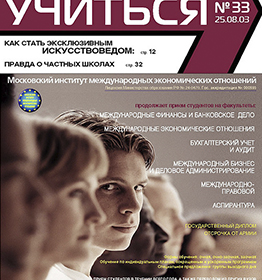 УЧИТЬСЯ
№ 33
25.08.03
КАК СТАТЬ ЭКСКЛЮЗИВНЫМ
ИСКУССТВОВЕДОМ: стр. 12
ПРАВДА О ЧАСТНЫХ ШКОЛАХ стр. 32
Московский институт международных экономических отношений
продолжает прием студентов на факультеты:
МЕЖДУНАРОДНЫЕ ФИНАНСЫ И БАНКОВСКОЕ ДЕЛО
МЕЖДУНАРОДНЫЕ ЭКОНОМИЧЕСКИЕ ОТНОШЕНИЯ
БУХГАЛТЕРСКИЙ УЧЕТ
И АУДИТ
МЕЖДУНАРОДНЫЙ БИЗНЕС
И ДЕЛОВОЕ АДМИНИСТРИРОВАНИЕ
МЕЖДУНАРОДНО-
ПРАВОВОЙ
АСПИРАНТУРА
ГОСУДАРСТВЕННЫЙ ДИПЛОМ
ОТСРОЧКА ОТ АРМИИ